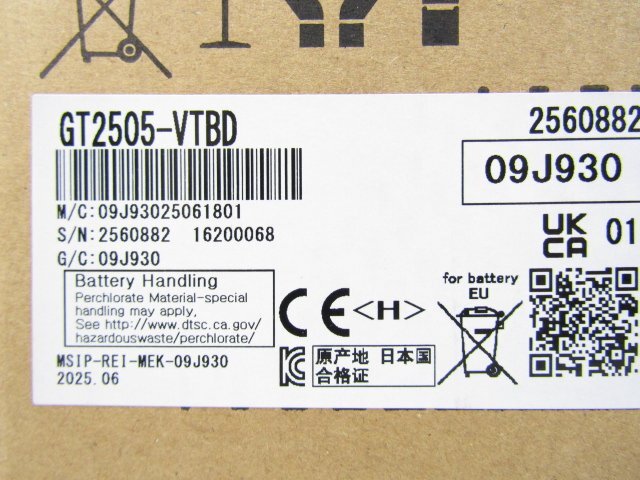 GT2505-VTBD
2560882
09J930
M/C:09J93025061801
S/N:2560882 16200068
G/C:09J930
UK
CA
01
Battery Handling
Perchlorate Material-special
handling may apply,
See http://www.dtsc.ca.gov/
hazardouswaste/perchlorate/
CE
<H>
for battery
EU
原产地 日本国
合格证
MSIP-REI-MEK-09J930
2025.06